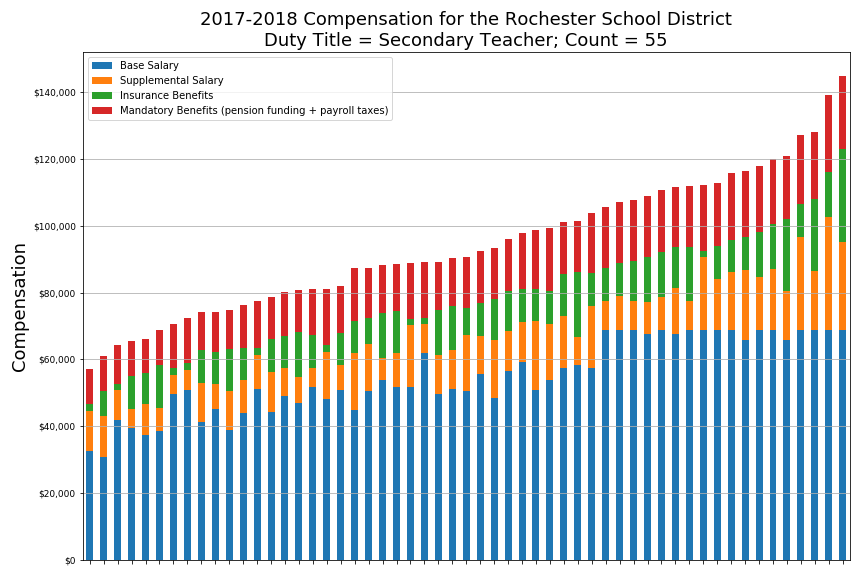 2017-2018 Compensation for the Rochester School District
Duty Title = Secondary Teacher; Count = 55
Base Salary
Supplemental Salary
Insurance Benefits
Mandatory Benefits (pension funding + payroll taxes)
$140,000
$120,000
$100,000
$80,000
$60,000
$40,000
$20,000
$0
Compensation